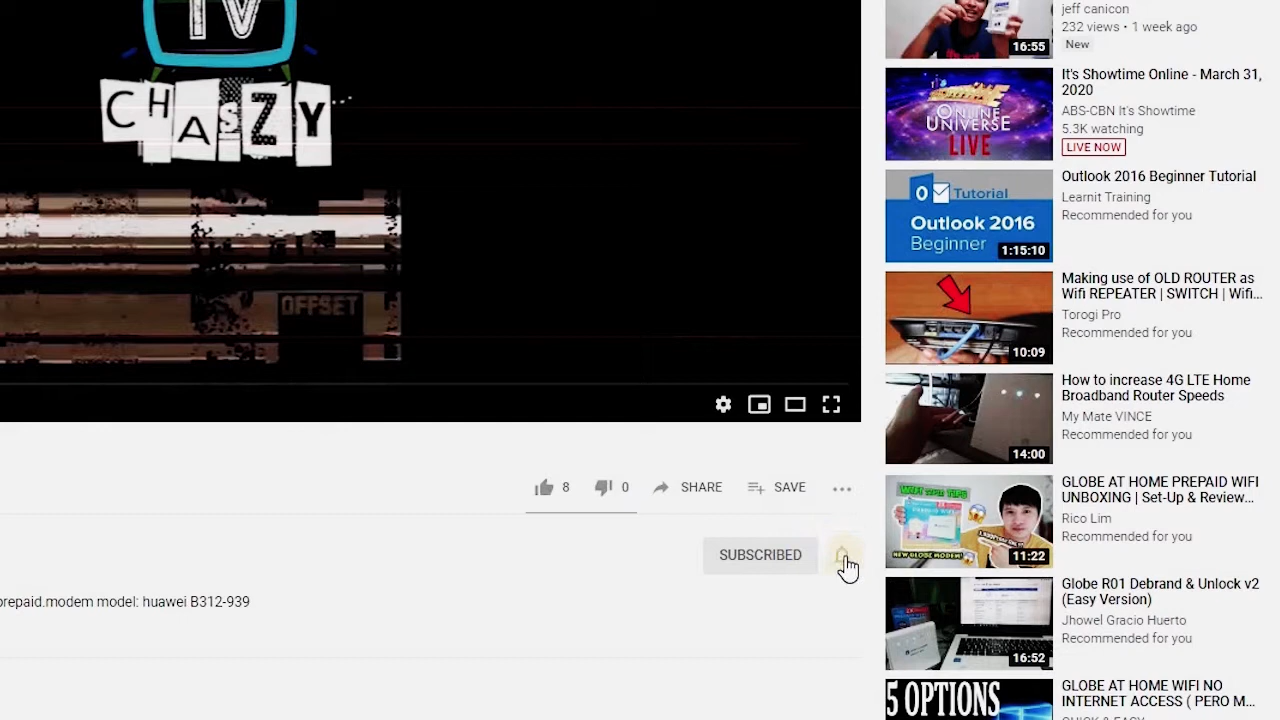 TV
CHASZY
OFFSET
8
0
SHARE
SAVE
SUBSCRIBED
prepaid.modem model: huawei B312-939
16:55
jeff canicon
232 views • 1 week ago
New
ONLINE
UNIVERSE
LIVE
It's Showtime Online - March 31,
2020
ABS-CBN It's Showtime
5.3K watching
LIVE NOW
Tutorial
Outlook 2016
Beginner
1:15:10
Outlook 2016 Beginner Tutorial
Learnit Training
Recommended for you
10:09
Making use of OLD ROUTER as
Wifi REPEATER | SWITCH | Wifi...
Torogi Pro
Recommended for you
14:00
How to increase 4G LTE Home
Broadband Router Speeds
My Mate VINCE
Recommended for you
NEW GLOBE MODEM!
11:22
GLOBE AT HOME PREPAID WIFI
UNBOXING | Set-Up & Review...
Rico Lim
Recommended for you
16:52
Globe R01 Debrand & Unlock v2
(Easy Version)
Jowel Gracio Huerto
Recommended for you
5 OPTIONS
GLOBE AT HOME WIFI NO
INTERNET ACCESS ( PERO M...
QUICK & EASY